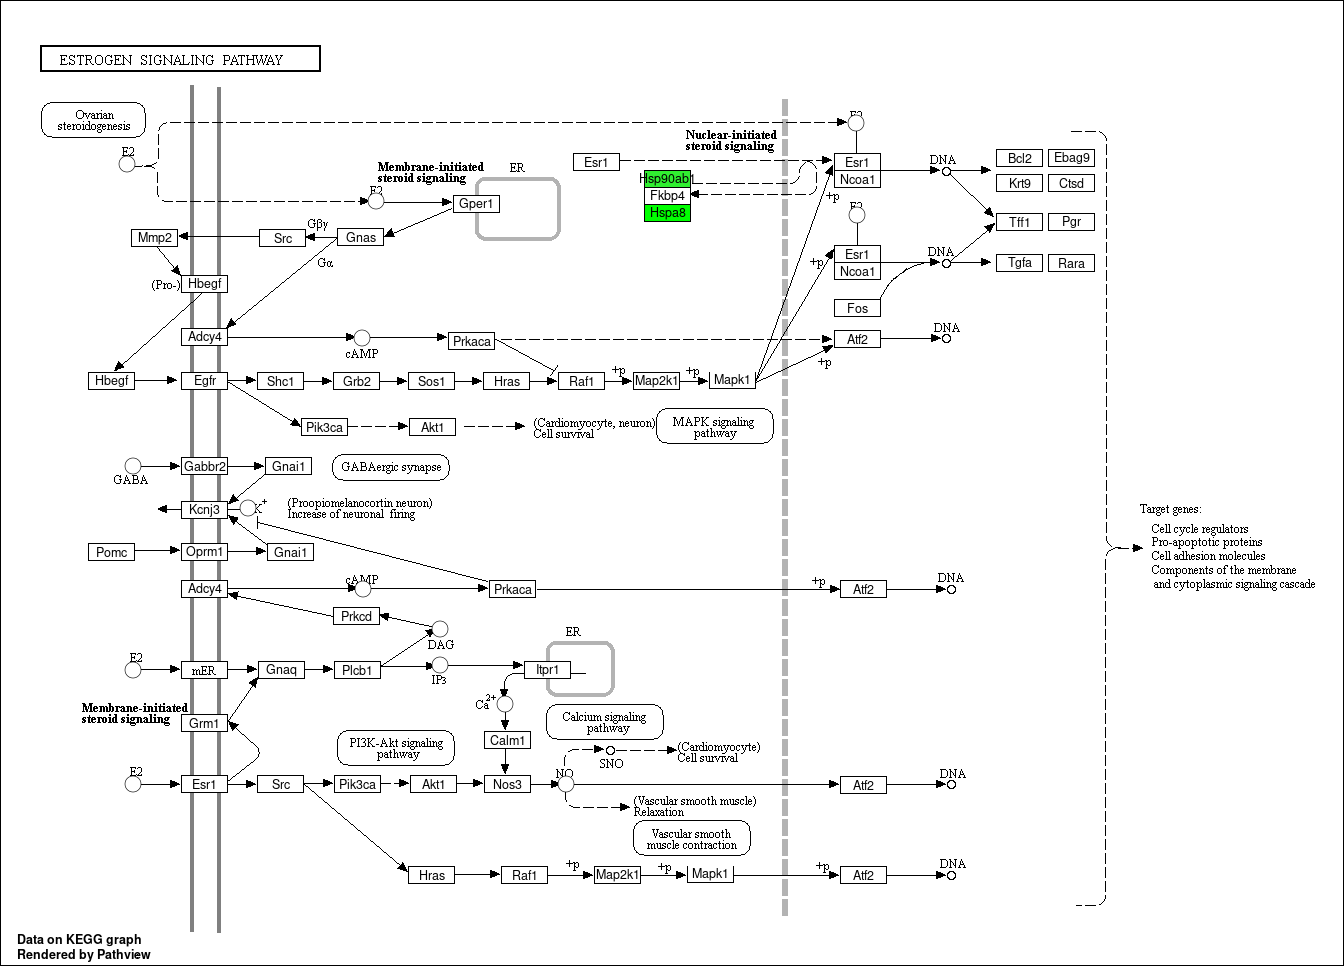 ESTROGEN SIGNALING PATHWAY
Ovarian
steroidogenesis
E2
Membrane-initiated
steroid signaling
E2
ER
Gper1
Nuclear-initiated
steroid signaling
Esr1
Hsp90ab1
Fkbp4
Hspa8
E2
Esr1
Ncoa1
DNA
Bcl2
Ebag9
Krt9
Ctsd
+p
E2
Tff1
Pgr
Mmp2
Src
Gβγ
Gnas
Gα
+p
Esr1
Ncoa1
DNA
Tgfa
Rara
(Pro-)
Hbegf
Fos
Adcy4
cAMP
Prkaca
Atf2
DNA
+p
Hbegf
Egfr
Shc1
Grb2
Sos1
Hras
Raf1
+p
Map2k1
+p
Mapk1
Pik3ca
Akt1
(Cardiomyocyte, neuron)
Cell survival
MAPK signaling
pathway
GABA
Gabbr2
Gnai1
GABAergic synapse
Kcnj3
K+
(Proopiomelanocortin neuron)
Increase of neuronal firing
Pomc
Oprm1
Gnai1
Target genes:
Cell cycle regulators
Pro-apoptotic proteins
Cell adhesion molecules
Components of the membrane
and cytoplasmic signaling cascade
Adcy4
cAMP
Prkaca
+p
Atf2
DNA
Prkcd
DAG
E2
mER
Gnaq
Plcb1
IP3
ER
Itpr1
Ca2+
Membrane-initiated
steroid signaling
Grm1
Calm1
Calcium signaling
pathway
PI3K-Akt signaling
pathway
(Cardiomyocyte)
Cell survival
SNO
E2
Esr1
Src
Pik3ca
Akt1
Nos3
NO
Atf2
DNA
(Vascular smooth muscle)
Relaxation
Vascular smooth
muscle contraction
Hras
Raf1
+p
Map2k1
+p
Mapk1
+p
Atf2
DNA
Data on KEGG graph
Rendered by Pathview